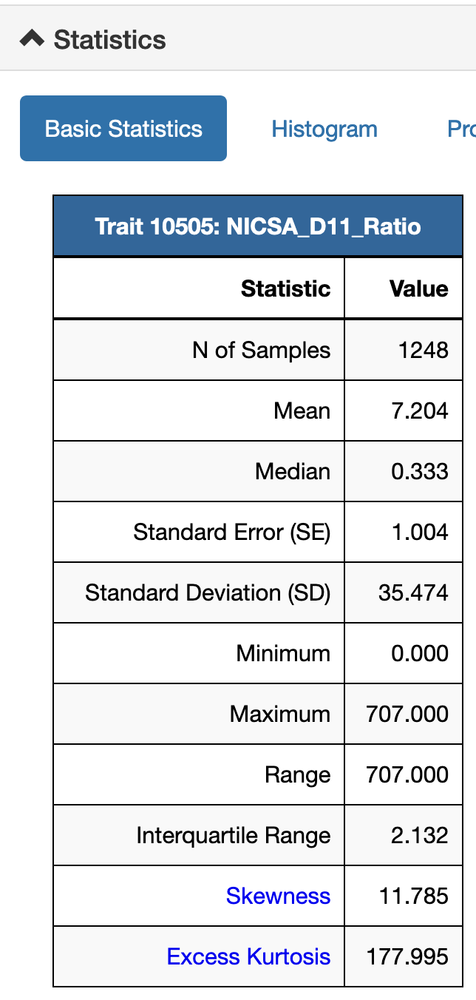 Statistics
Basic Statistics Histogram
Trait 10505: NICSA_D11_Ratio
Statistic Value
N of Samples 1248
Mean 7.204
Median 0.333
Standard Error (SE) 1.004
Standard Deviation (SD) 35.474
Minimum 0.000
Maximum 707.000
Range 707.000
Interquartile Range 2.132
Skewness 11.785
Excess Kurtosis 177.995